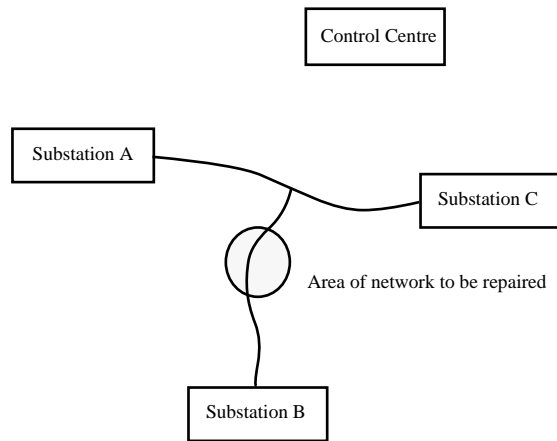 Control Centre
Substation A
Substation C
Area of network to be repaired
Substation B